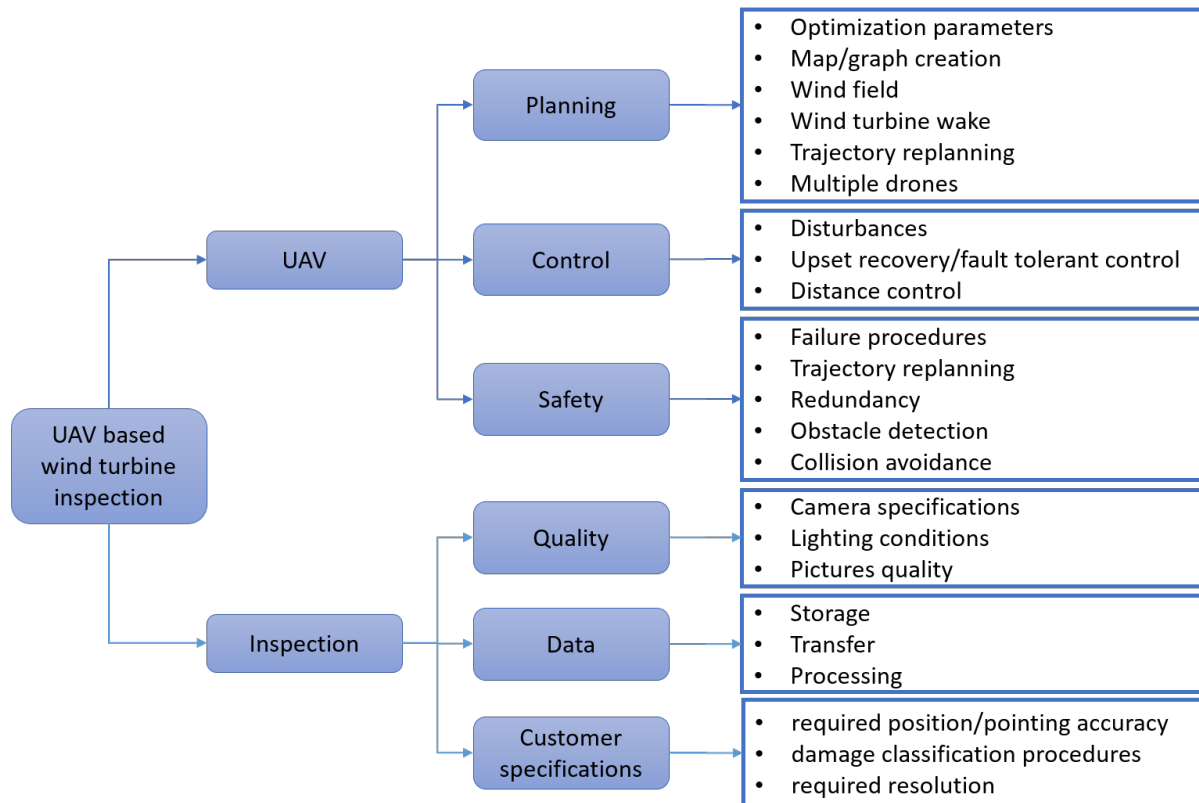 UAV based
wind turbine
inspection
UAV
Planning
• Optimization parameters
• Map/graph creation
• Wind field
• Wind turbine wake
• Trajectory replanning
• Multiple drones
Control
• Disturbances
• Upset recovery/fault tolerant control
• Distance control
Safety
• Failure procedures
• Trajectory replanning
• Redundancy
• Obstacle detection
• Collision avoidance
Inspection
Quality
• Camera specifications
• Lighting conditions
• Pictures quality
Data
• Storage
• Transfer
• Processing
Customer
specifications
• required position/pointing accuracy
• damage classification procedures
• required resolution